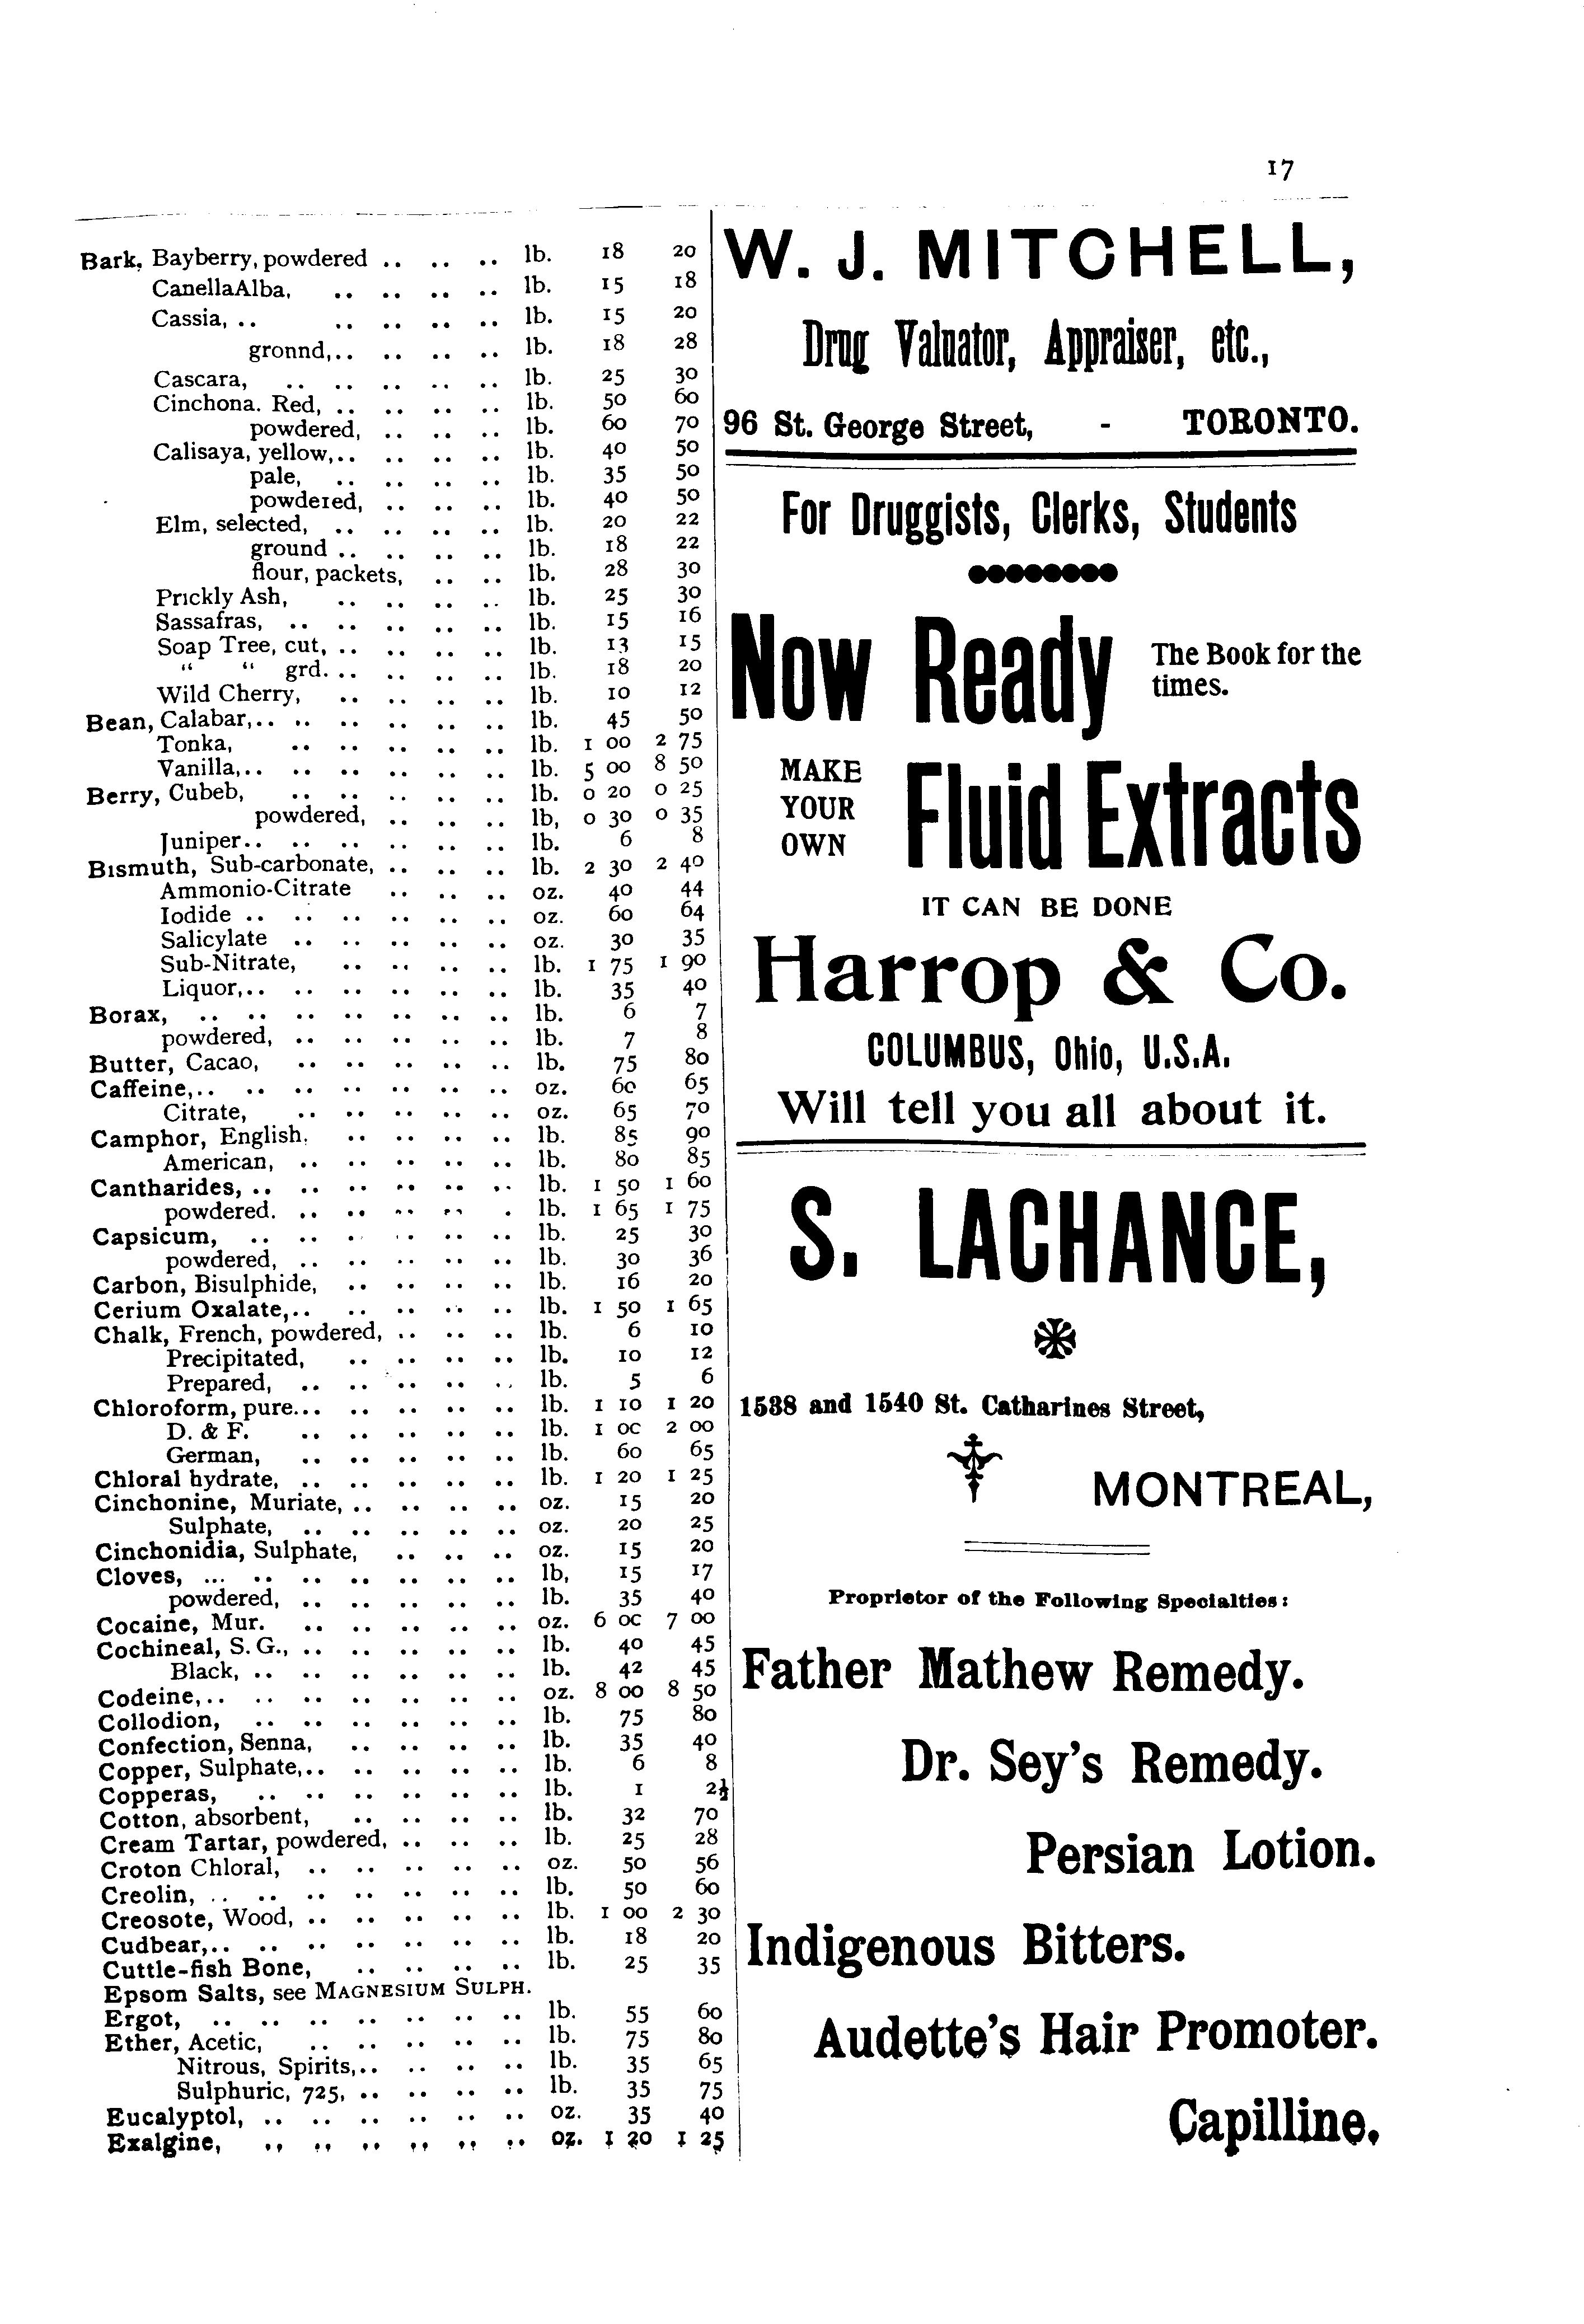 17
Bark, Bayberry, powdered .. .. .. lb. 18 20
CanellaAlba, .. .. .. .. lb. 15 18
Cassia, .. .. .. .. .. lb. 15 20
gronnd,.. .. .. .. lb. 18 28
Cascara, .. .. .. .. .. lb. 25 30
Cinchona. Red, .. .. .. .. lb. 50 60
powdered, .. .. .. lb. 60 70
Calisaya, yellow,.. .. .. .. lb. 40 50
pale, .. .. .. .. lb. 35 50
powdered, .. .. .. lb. 40 50
Elm, selected, .. .. .. .. lb. 20 22
ground .. .. .. .. lb. 18 22
flour, packets, .. .. lb. 28 30
Prickly Ash, .. .. .. .. lb. 25 30
Sassafras, .. .. .. .. .. lb. 15 16
Soap Tree, cut, .. .. .. .. lb. 13 15
“ “ grd. .. .. .. .. lb. 18 20
Wild Cherry, .. .. .. .. lb. 10 12
Bean, Calabar,.. .. .. .. .. .. lb. 45 50
Tonka, .. .. .. .. .. lb. 1 00 2 75
Vanilla,.. .. .. .. .. .. lb. 5 00 8 50
Berry, Cubeb, .. .. .. .. .. lb. 0 20 0 25
powdered, .. .. .. lb, 0 30 0 35
Juniper.. .. .. .. .. .. lb. 6 8
Bismuth, Sub-carbonate, .. .. .. lb. 2 30 2 40
Ammonio-Citrate .. .. .. oz. 40 44
Iodide .. .. .. .. .. .. oz. 60 64
Salicylate .. .. .. .. .. oz. 30 35
Sub-Nitrate, .. .. .. .. lb. 1 75 1 90
Liquor,.. .. .. .. .. .. lb. 35 40
Borax, .. .. .. .. .. .. .. lb. 6 7
powdered, .. .. .. .. .. lb. 7 8
Butter, Cacao, .. .. .. .. .. lb. 75 80
Caffeine,.. .. .. .. .. .. .. oz. 60 65
Citrate, .. .. .. .. .. oz. 65 70
Camphor, English, .. .. .. .. lb. 85 90
American, .. .. .. .. .. lb. 80 85
Cantharides, .. .. .. .. .. .. lb. 1 50 1 60
powdered. .. .. .. .. . lb. 1 65 1 75
Capsicum, .. .. .. .. .. .. lb. 25 30
powdered, .. .. .. .. .. lb. 30 36
Carbon, Bisulphide, .. .. .. .. lb. 16 20
Cerium Oxalate,.. .. .. .. .. lb. 1 50 1 65
Chalk, French, powdered, .. .. .. lb. 6 10
Precipitated, .. .. .. .. lb. 10 12
Prepared, .. .. .. .. .. lb. 5 6
Chloroform, pure... .. .. .. .. lb. 1 10 1 20
D. & F. .. .. .. .. .. lb. 1 0c 2 00
German, .. .. .. .. .. lb. 60 65
Chloral hydrate, .. .. .. .. .. lb. 1 20 1 25
Cinchonine, Muriate, .. .. .. .. oz. 15 20
Sulphate, .. .. .. .. .. oz. 20 25
Cinchonidia, Sulphate, .. .. .. oz. 15 20
Cloves, ... .. .. .. .. .. .. lb, 15 17
powdered, .. .. .. .. .. lb. 35 40
Cocaine, Mur. .. .. .. .. .. oz. 6 0c 7 00
Cochineal, S. G., .. .. .. .. .. lb. 40 45
Black, .. .. .. .. .. .. lb. 42 45
Codeine,.. .. .. .. .. .. .. oz. 8 00 8 50
Collodion, .. .. .. .. .. .. lb. 75 80
Confection, Senna, .. .. .. .. lb. 35 40
Copper, Sulphate,.. .. .. .. .. lb. 6 8
Copperas, .. .. .. .. .. .. lb. 1 2½
Cotton, absorbent, .. .. .. .. lb. 32 70
Cream Tartar, powdered, .. .. .. lb. 25 28
Croton Chloral, .. .. .. .. .. oz. 50 56
Creolin, .. .. .. .. .. .. .. lb. 50 60
Creosote, Wood, .. .. .. .. .. lb. 1 00 2 30
Cudbear,.. .. .. .. .. .. .. lb. 18 20
Cuttle-fish Bone, .. .. .. .. lb. 25 35
Epsom Salts, see MAGNESIUM SULPH.
Ergot, .. .. .. .. .. .. .. lb. 55 60
Ether, Acetic, .. .. .. .. .. lb. 75 80
Nitrous, Spirits,.. .. .. .. lb. 35 65
Sulphuric, 725, .. .. .. .. lb. 35 75
Eucalyptol, .. .. .. .. .. .. oz. 35 40
Exalgine, .. .. .. .. .. .. oz. 1 20 1 25
W. J. MITCHELL,
Drug Valuator, Appraiser, etc.,
96 St. George Street, - TORONTO.
For Druggists, Clerks, Students
Now Ready The Book for the
times.
MAKE
YOUR
OWN
Fluid Extracts
IT CAN BE DONE
Harrop & Co.
COLUMBUS, Ohio, U.S.A.
Will tell you all about it.
S. LACHANCE,
1538 and 1540 St. Catharines Street,
MONTREAL,
Proprietor of the Following Specialties:
Father Mathew Remedy.
Dr. Sey's Remedy.
Persian Lotion.
Indigenous Bitters.
Audette's Hair Promoter.
Capilline.